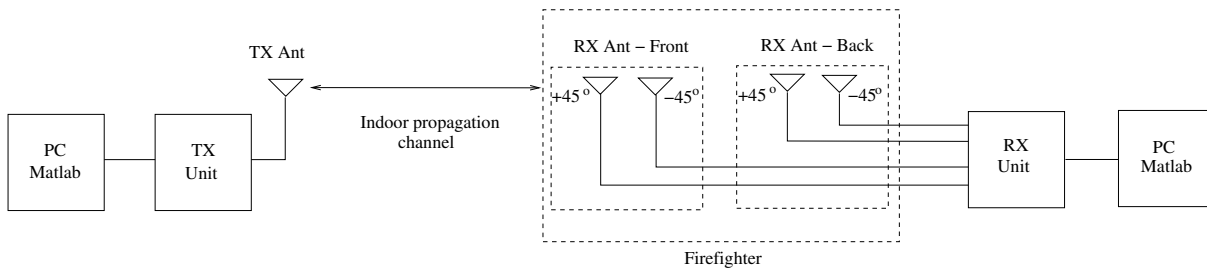 PC
Matlab
TX
Unit
TX Ant
Indoor propagation
channel
RX Ant − Front
+45°
−45°
RX Ant − Back
+45°
−45°
Firefighter
RX
Unit
PC
Matlab